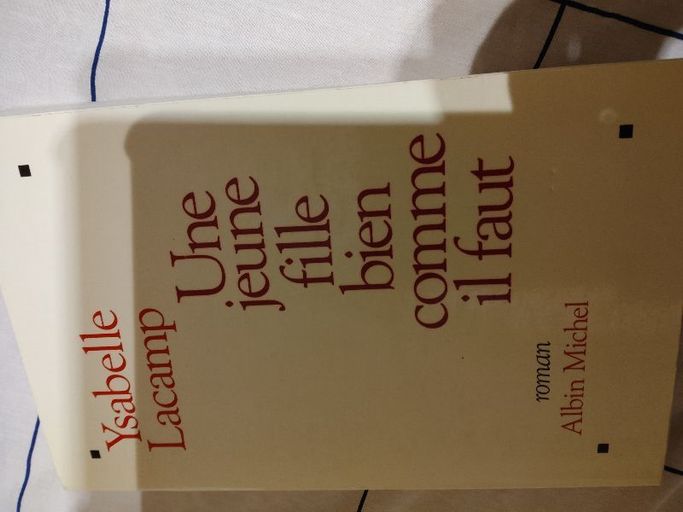 Ysabelle
Lacamp
Une
jeune
fille
bien
comme
il faut
roman
Albin Michel